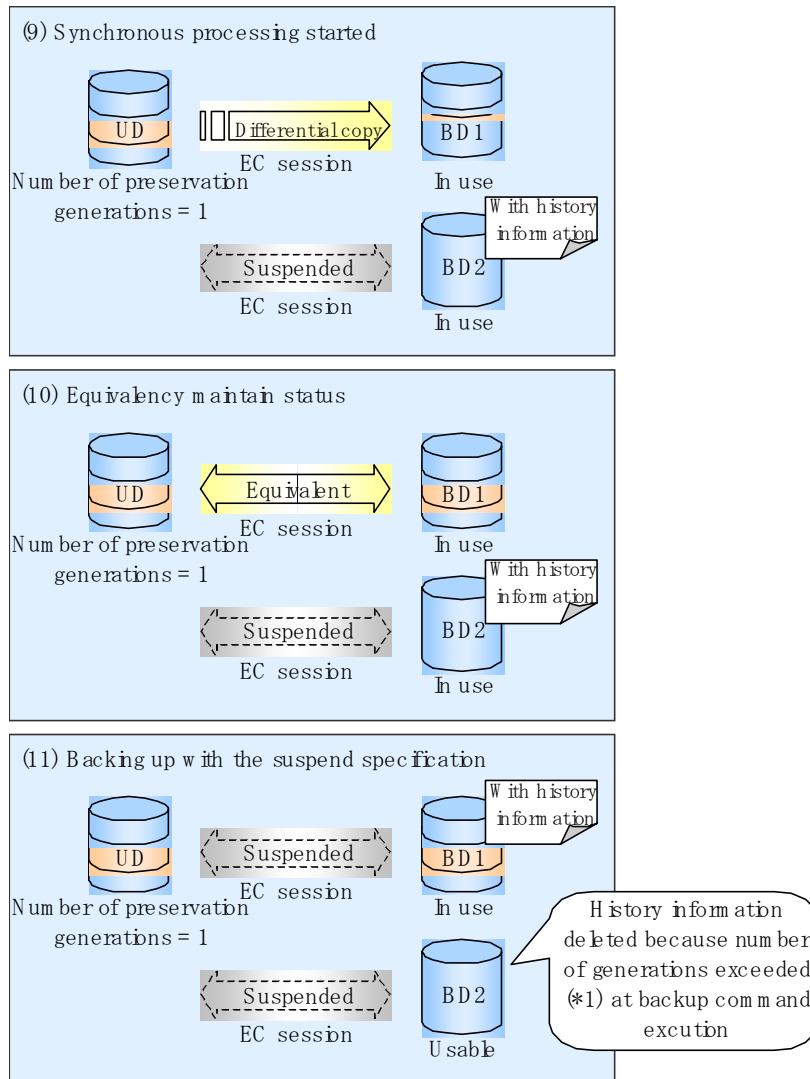 (9) Synchronous processing started
UD
Differential copy
BD1
EC session
Number of preservation
generations = 1
In use
With history
information
Suspended
BD2
EC session
In use
(10) Equivalency maintain status
UD
Equivalent
BD1
EC session
Number of preservation
generations = 1
In use
With history
information
Suspended
BD2
EC session
In use
(11) Backing up with the suspend specification
With history
information
UD
Suspended
BD1
EC session
Number of preservation
generations = 1
In use
History information
deleted because number
of generations exceeded
(*1) at backup command
excution
Suspended
BD2
EC session
Usable